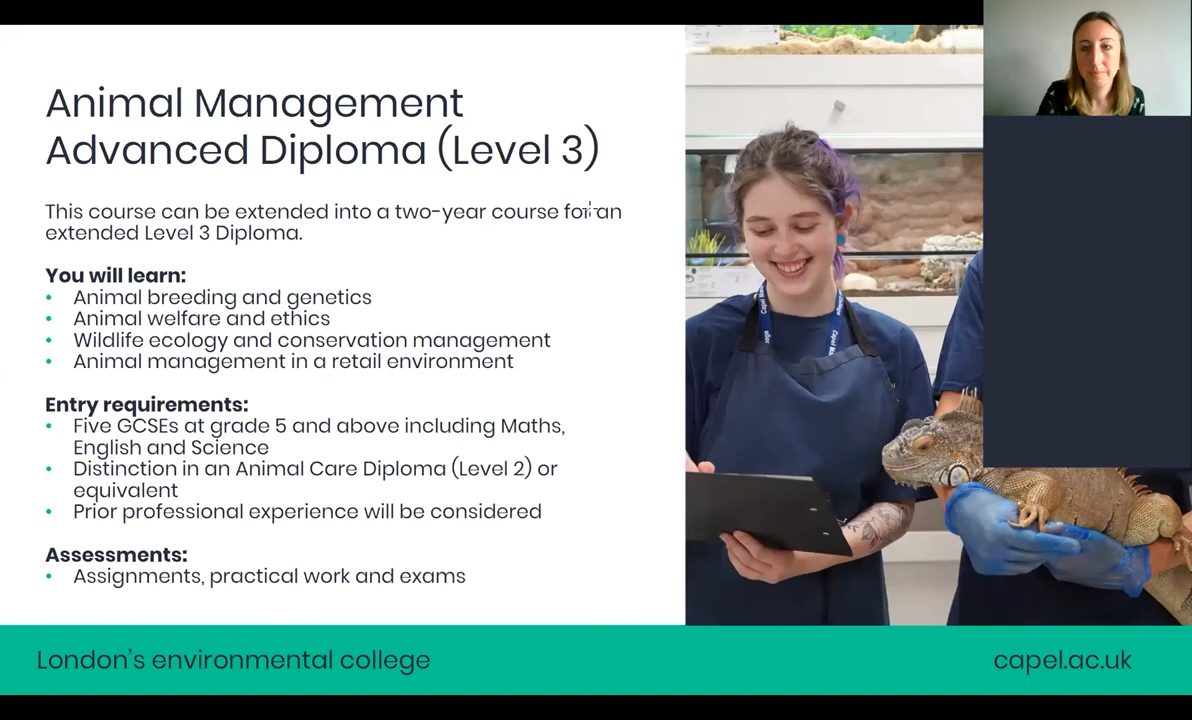 Animal Management
Advanced Diploma (Level 3)
This course can be extended into a two-year course for an
extended Level 3 Diploma.
You will learn:
• Animal breeding and genetics
• Animal welfare and ethics
• Wildlife ecology and conservation management
• Animal management in a retail environment
Entry requirements:
• Five GCSEs at grade 5 and above including Maths,
English and Science
• Distinction in an Animal Care Diploma (Level 2) or
equivalent
• Prior professional experience will be considered
Assessments:
• Assignments, practical work and exams
London's environmental college
capel.ac.uk